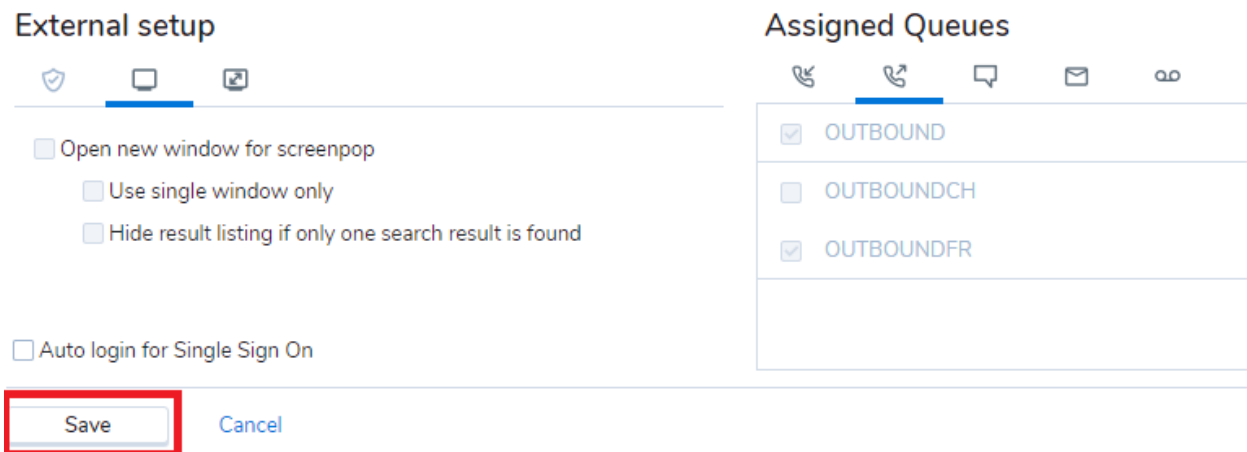 External setup
Open new window for screenpop
Use single window only
Hide result listing if only one search result is found
Auto login for Single Sign On
Assigned Queues
OUTBOUND
OUTBOUNDCH
OUTBOUNDFR
Save
Cancel